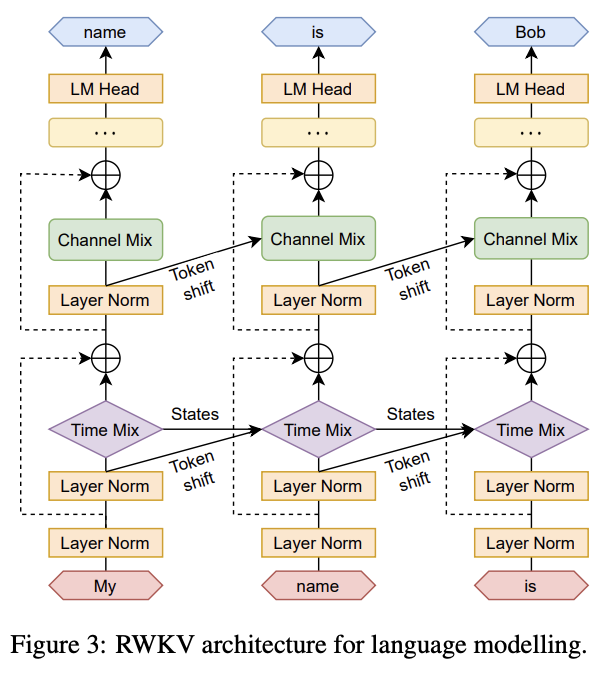 name is Bob
LM Head LM Head LM Head
... ... ...
Channel Mix Channel Mix Channel Mix
Token Token
shift shift
Layer Norm Layer Norm Layer Norm
States States
Time Mix Time Mix Time Mix
Token Token
shift shift
Layer Norm Layer Norm Layer Norm
Layer Norm Layer Norm Layer Norm
My name is
Figure 3: RWKV architecture for language modelling.